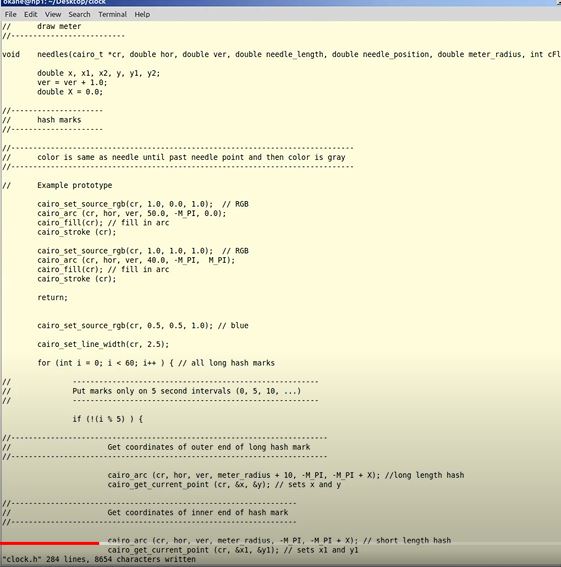 okane@hp1: ~/Desktop/clock
File Edit View Search Terminal Help
// draw meter
//--------------------------
void needles(cairo_t *cr, double hor, double ver, double needle_length, double needle_position, double meter_radius, int cFl
double x, x1, x2, y, y1, y2;
ver = ver + 1.0;
double X = 0.0;
//---------------------
// hash marks
//---------------------
//------------------------------------------------------------------------------
// color is same as needle until past needle point and then color is gray
//------------------------------------------------------------------------------
// Example prototype
cairo_set_source_rgb(cr, 1.0, 0.0, 1.0); // RGB
cairo_arc (cr, hor, ver, 50.0, -M_PI, 0.0);
cairo_fill(cr); // fill in arc
cairo_stroke (cr);
cairo_set_source_rgb(cr, 1.0, 1.0, 1.0); // RGB
cairo_arc (cr, hor, ver, 40.0, -M_PI, M_PI);
cairo_fill(cr); // fill in arc
cairo_stroke (cr);
return;
cairo_set_source_rgb(cr, 0.5, 0.5, 1.0); // blue
cairo_set_line_width(cr, 2.5);
for (int i = 0; i < 60; i++ ) { // all long hash marks
// --------------------------------------------------------
// Put marks only on 5 second intervals (0, 5, 10, ...)
// --------------------------------------------------------
if (!(i % 5) ) {
//------------------------------------------------------------------------
// Get coordinates of outer end of long hash mark
//------------------------------------------------------------------------
cairo_arc (cr, hor, ver, meter_radius + 10, -M_PI, -M_PI + X); //long length hash
cairo_get_current_point (cr, &x, &y); // sets x and y
//-----------------------------------------------------------------
// Get coordinates of inner end of hash mark
//-----------------------------------------------------------------
cairo_arc (cr, hor, ver, meter_radius, -M_PI, -M_PI + X); // short length hash
cairo_get_current_point (cr, &x1, &y1); // sets x1 and y1
"clock.h" 284 lines, 8654 characters written